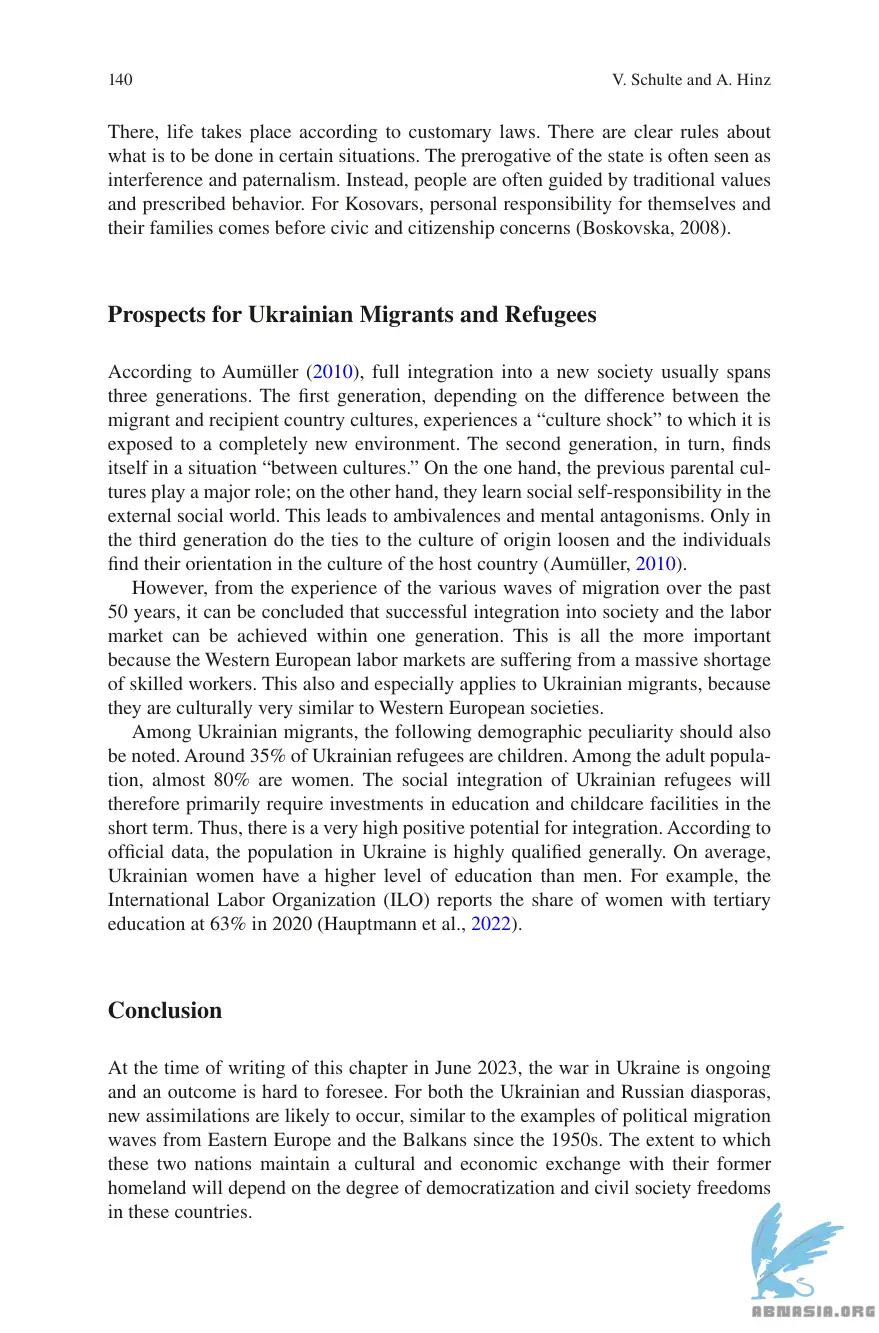 140
V. Schulte and A. Hinz
There, life takes place according to customary laws. There are clear rules about
what is to be done in certain situations. The prerogative of the state is often seen as
interference and paternalism. Instead, people are often guided by traditional values
and prescribed behavior. For Kosovars, personal responsibility for themselves and
their families comes before civic and citizenship concerns (Boskovska, 2008).
Prospects for Ukrainian Migrants and Refugees
According to Aumüller (2010), full integration into a new society usually spans
three generations. The first generation, depending on the difference between the
migrant and recipient country cultures, experiences a “culture shock” to which it is
exposed to a completely new environment. The second generation, in turn, finds
itself in a situation “between cultures.” On the one hand, the previous parental cul-
tures play a major role; on the other hand, they learn social self-responsibility in the
external social world. This leads to ambivalences and mental antagonisms. Only in
the third generation do the ties to the culture of origin loosen and the individuals
find their orientation in the culture of the host country (Aumüller, 2010).
However, from the experience of the various waves of migration over the past
50 years, it can be concluded that successful integration into society and the labor
market can be achieved within one generation. This is all the more important
because the Western European labor markets are suffering from a massive shortage
of skilled workers. This also and especially applies to Ukrainian migrants, because
they are culturally very similar to Western European societies.
Among Ukrainian migrants, the following demographic peculiarity should also
be noted. Around 35% of Ukrainian refugees are children. Among the adult popula-
tion, almost 80% are women. The social integration of Ukrainian refugees will
therefore primarily require investments in education and childcare facilities in the
short term. Thus, there is a very high positive potential for integration. According to
official data, the population in Ukraine is highly qualified generally. On average,
Ukrainian women have a higher level of education than men. For example, the
International Labor Organization (ILO) reports the share of women with tertiary
education at 63% in 2020 (Hauptmann et al., 2022).
Conclusion
At the time of writing of this chapter in June 2023, the war in Ukraine is ongoing
and an outcome is hard to foresee. For both the Ukrainian and Russian diasporas,
new assimilations are likely to occur, similar to the examples of political migration
waves from Eastern Europe and the Balkans since the 1950s. The extent to which
these two nations maintain a cultural and economic exchange with their former
homeland will depend on the degree of democratization and civil society freedoms
in these countries.
ABNASIA.ORG